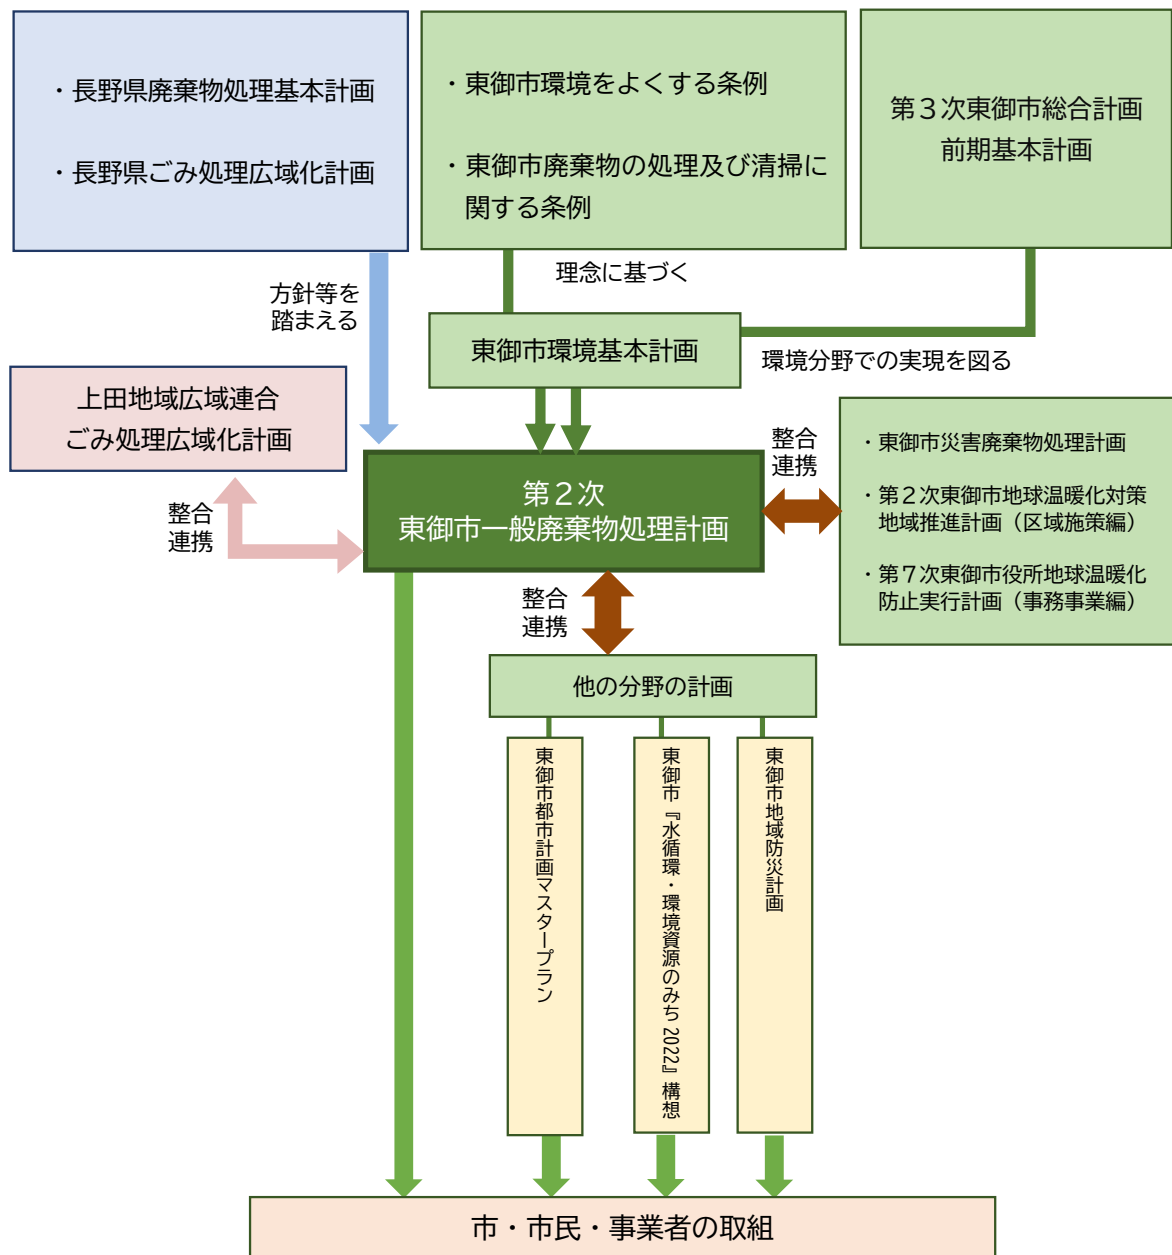 ・長野県廃棄物処理基本計画
・長野県ごみ処理広域化計画
・東御市環境をよくする条例
・東御市廃棄物の処理及び清掃に
関する条例
第３次東御市総合計画
前期基本計画
方針等を
踏まえる
理念に基づく
東御市環境基本計画
環境分野での実現を図る
上田地域広域連合
ごみ処理広域化計画
整合
連携
第２次
東御市一般廃棄物処理計画
整合
連携
・東御市災害廃棄物処理計画
・第２次東御市地球温暖化対策
地域推進計画（区域施策編）
・第７次東御市役所地球温暖化
防止実行計画（事務事業編）
整合
連携
他の分野の計画
東御市都市計画マスタープラン
東御市『水循環・環境資源のみち 2022』構想
東御市地域防災計画
市・市民・事業者の取組